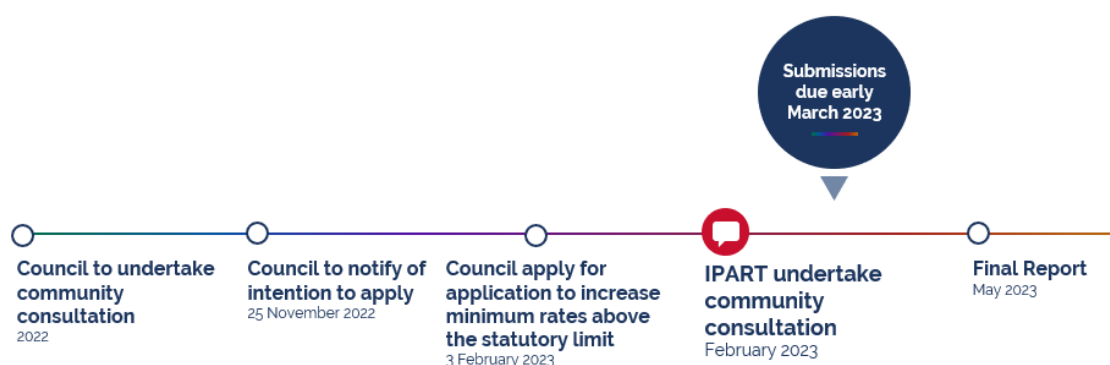 Submissions
due early
March 2023
Council to undertake
community
consultation
2022
Council to notify of
intention to apply
25 November 2022
Council apply for
application to increase
minimum rates above
the statutory limit
3 February 2023
IPART undertake
community
consultation
February 2023
Final Report
May 2023